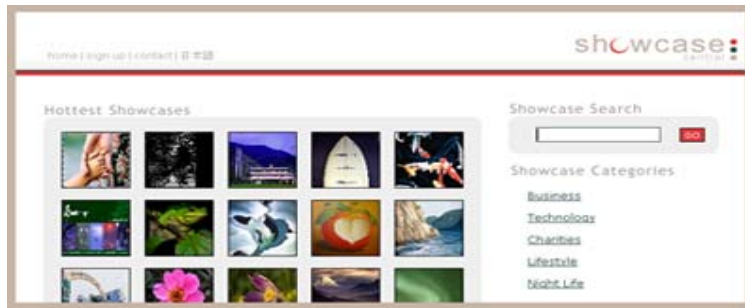 showcase:
central
home | sign up | contact | 日本語
Hottest Showcases
Showcase Search
GO
Showcase Categories
Business
Technology
Charities
Lifestyle
Night Life